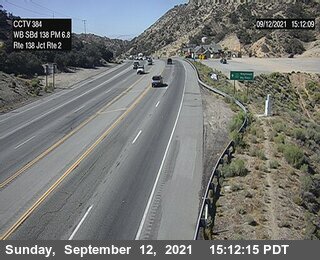 CCTV 384
WB SBd 138 PM 6.8
Rte 138 Jct Rte 2
09/12/2021 15:12:09
Sunday, September 12, 2021 15:12:15 PDT